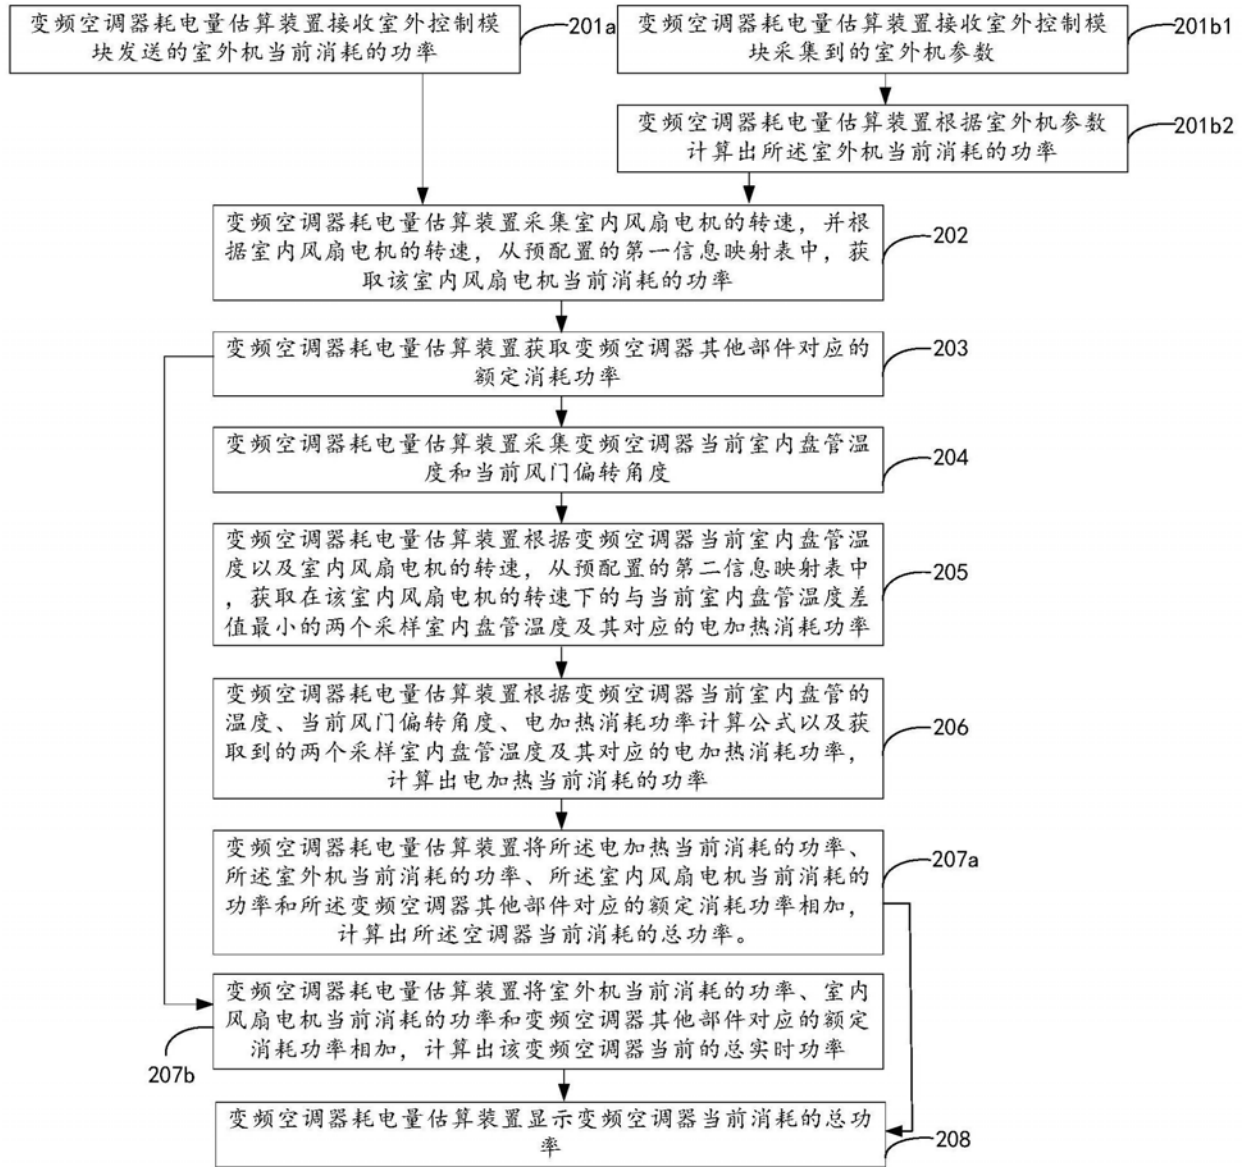 变频空调器耗电量估算装置接收室外控制模
块发送的室外机当前消耗的功率
201a
变频空调器耗电量估算装置接收室外控制模
块采集到的室外机参数
201b1
变频空调器耗电量估算装置根据室外机参数
计算出所述室外机当前消耗的功率
201b2
变频空调器耗电量估算装置采集室内风扇电机的转速，并根
据室内风扇电机的转速，从预配置的第一信息映射表中，获
取该室内风扇电机当前消耗的功率
202
变频空调器耗电量估算装置获取变频空调器其他部件对应的
额定消耗功率
203
变频空调器耗电量估算装置采集变频空调器当前室内盘管温
度和当前风门偏转角度
204
变频空调器耗电量估算装置根据变频空调器当前室内盘管温
度以及室内风扇电机的转速，从预配置的第二信息映射表中
，获取在该室内风扇电机的转速下的与当前室内盘管温度差
值最小的两个采样室内盘管温度及其对应的电加热消耗功率
205
变频空调器耗电量估算装置根据变频空调器当前室内盘管的
温度、当前风门偏转角度、电加热消耗功率计算公式以及获
取到的两个采样室内盘管温度及其对应的电加热消耗功率，
计算出电加热当前消耗的功率
206
变频空调器耗电量估算装置将所述电加热当前消耗的功率、
所述室外机当前消耗的功率、所述室内风扇电机当前消耗的
功率和所述变频空调器其他部件对应的额定消耗功率相加，
计算出所述空调器当前消耗的总功率。
207a
变频空调器耗电量估算装置将室外机当前消耗的功率、室内
风扇电机当前消耗的功率和变频空调器其他部件对应的额定
消耗功率相加，计算出该变频空调器当前的总实时功率
207b
变频空调器耗电量估算装置显示变频空调器当前消耗的总功
率
208